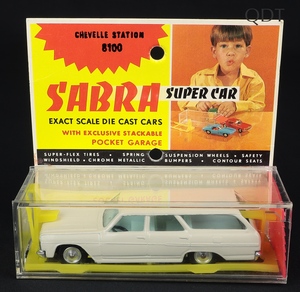 QDT
CHEVELLE STATION
8100
SABRA SUPER CAR
EXACT SCALE DIE CAST CARS
WITH EXCLUSIVE STACKABLE
POCKET GARAGE
SUPER-FLEX TIRES • SPRING SUSPENSION WHEELS • SAFETY
WINDSHIELD • CHROME METALLIC BUMPERS • CONTOUR SEATS